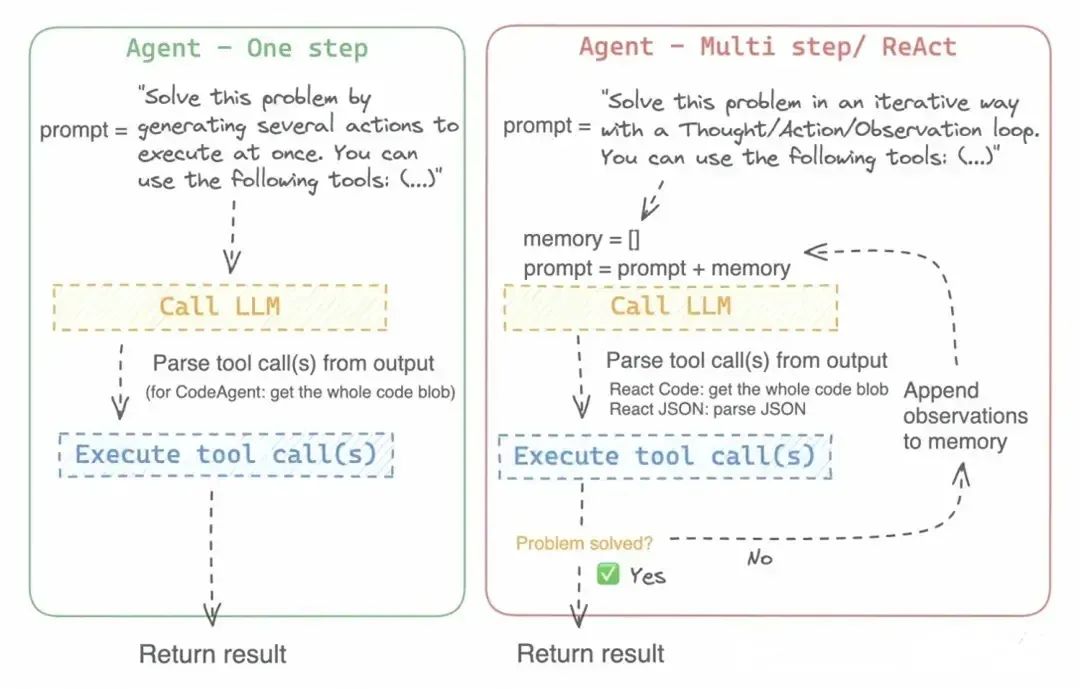 Agent - One step
"Solve this problem by
prompt = generating several actions to
execute at once. You can
use the following tools: (...)"
Call LLM
Parse tool call(s) from output
(for CodeAgent: get the whole code blob)
Execute tool call(s)
Return result
Agent - Multi step/ ReAct
"Solve this problem in an iterative way
prompt = with a Thought/Action/Observation loop.
You can use the following tools: (...)"
memory = []
prompt = prompt + memory
Call LLM
Parse tool call(s) from output
React Code: get the whole code blob
React JSON: parse JSON
Execute tool call(s)
Append
observations
to memory
Problem solved?
No
Yes
Return result